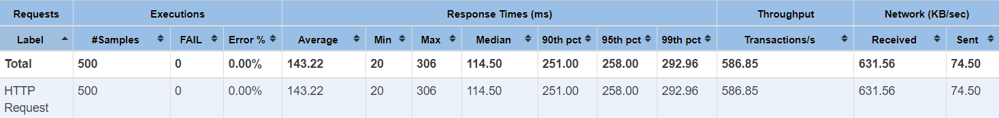 Requests Executions Response Times (ms) Throughput Network (KB/sec)
Label #Samples FAIL Error % Average Min Max Median 90th pct 95th pct 99th pct Transactions/s Received Sent
Total 500 0 0.00% 143.22 20 306 114.50 251.00 258.00 292.96 586.85 631.56 74.50
HTTP 500 0 0.00% 143.22 20 306 114.50 251.00 258.00 292.96 586.85 631.56 74.50
Request